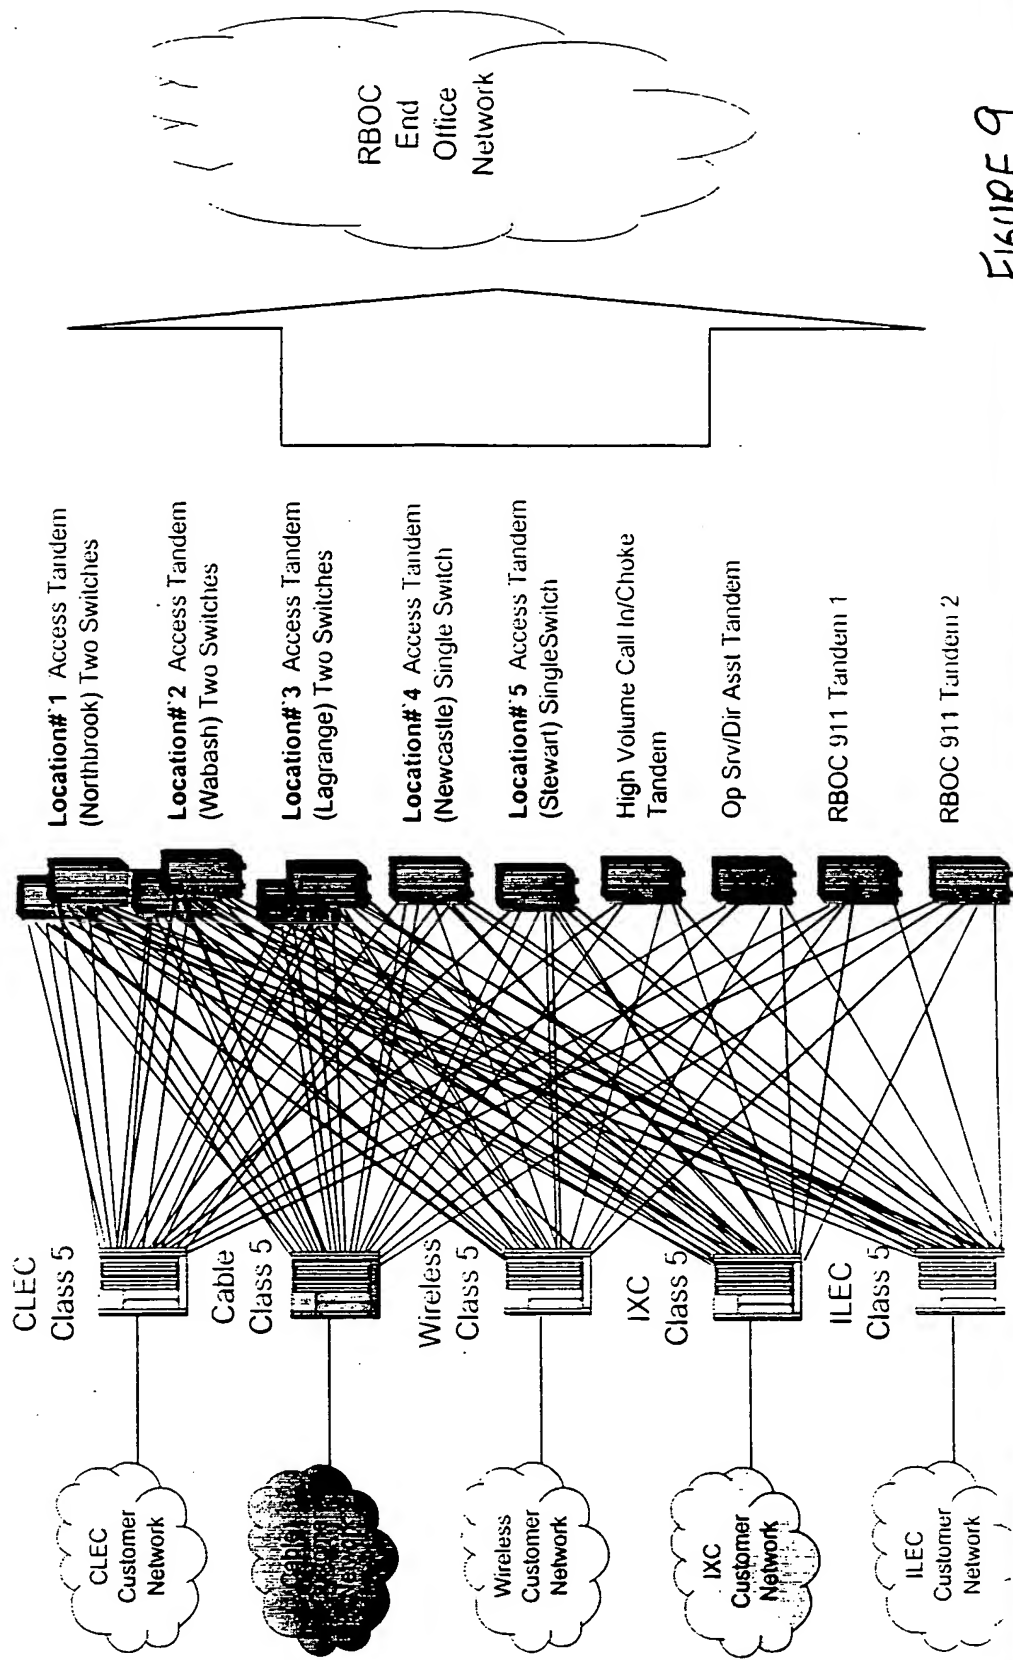 CLEC
Class 5
Cable
Class 5
Wireless
Class 5
IXC
Class 5
ILEC
Class 5
CLEC
Customer
Network
Cable
Customer
Network
Wireless
Customer
Network
IXC
Customer
Network
ILEC
Customer
Network
Location# 1 Access Tandem
(Northbrook) Two Switches
Location# 2 Access Tandem
(Wabash) Two Switches
Location# 3 Access Tandem
(Lagrange) Two Switches
Location# 4 Access Tandem
(Newcastle) Single Switch
Location# 5 Access Tandem
(Stewart) SingleSwitch
High Volume Call In/Choke
Tandem
Op Srv/Dir Asst Tandem
RBOC 911 Tandem 1
RBOC 911 Tandem 2
RBOC
End
Office
Network
FIGURE 9